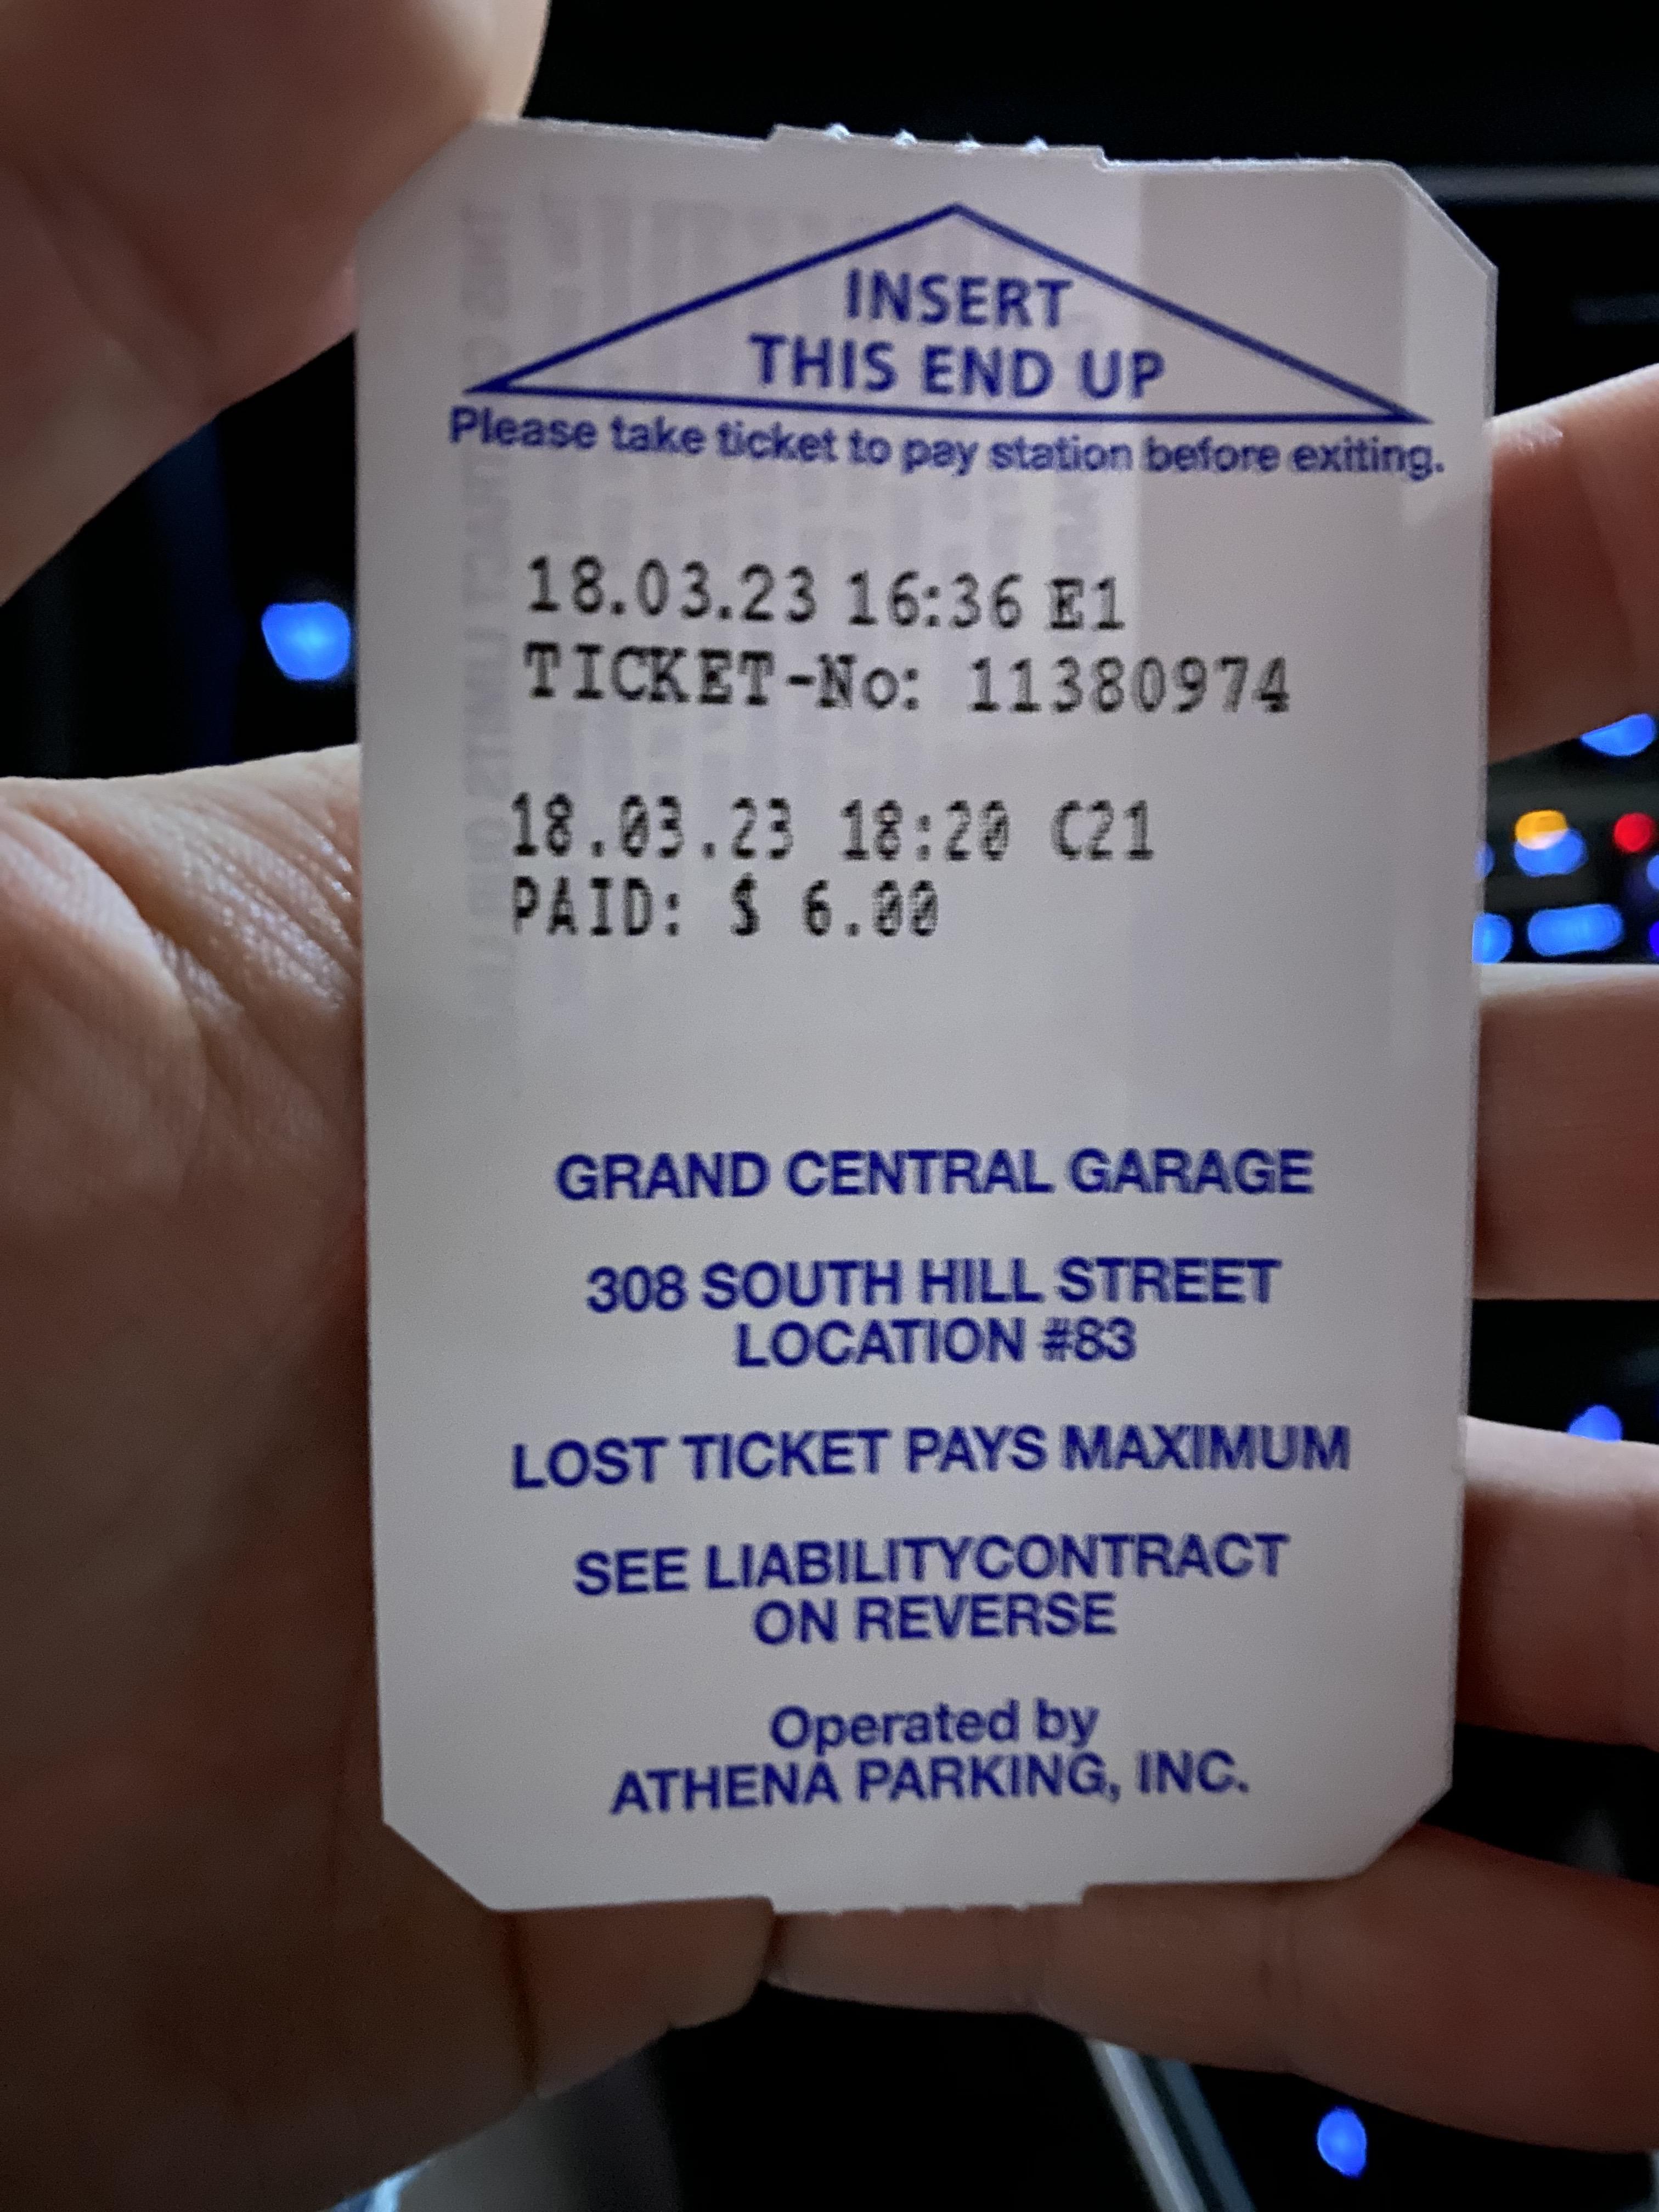 INSERT
THIS END UP
Please take ticket to pay station before exiting.
18.03.23 16:36 E1
TICKET-No: 11380974
18.03.23 18:20 C21
PAID: $ 6.00
GRAND CENTRAL GARAGE
308 SOUTH HILL STREET
LOCATION #83
LOST TICKET PAYS MAXIMUM
SEE LIABILITYCONTRACT
ON REVERSE
Operated by
ATHENA PARKING, INC.